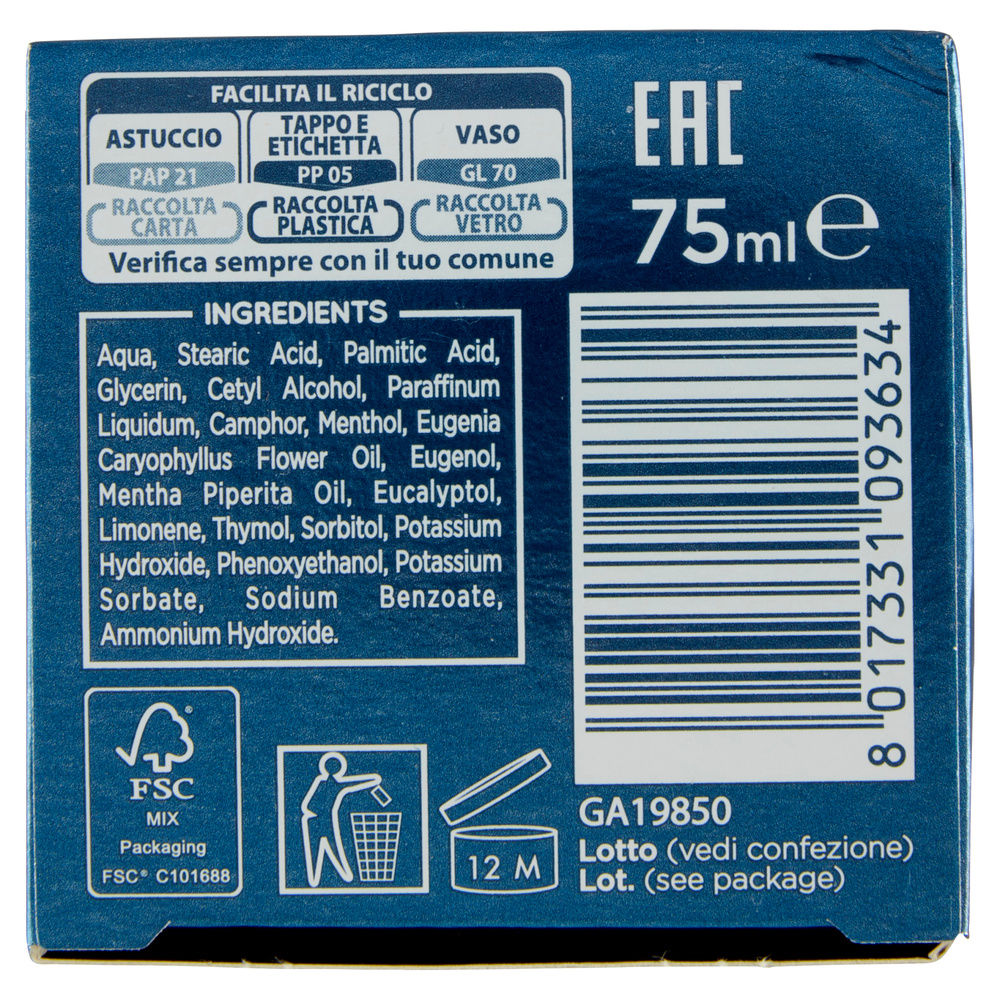 FACILITA IL RICICLO
ASTUCCIO
PAP 21
RACCOLTA
CARTA
TAPPO E
ETICHETTA
PP 05
RACCOLTA
PLASTICA
VASO
GL 70
RACCOLTA
VETRO
Verifica sempre con il tuo comune
EAC
75ml e
INGREDIENTS
Aqua, Stearic Acid, Palmitic Acid,
Glycerin, Cetyl Alcohol, Paraffinum
Liquidum, Camphor, Menthol, Eugenia
Caryophyllus Flower Oil, Eugenol,
Mentha Piperita Oil, Eucalyptol,
Limonene, Thymol, Sorbitol, Potassium
Hydroxide, Phenoxyethanol, Potassium
Sorbate, Sodium Benzoate,
Ammonium Hydroxide.
8 017331 093634
FSC
®
MIX
Packaging
FSC® C101688
12 M
GA19850
Lotto (vedi confezione)
Lot. (see package)